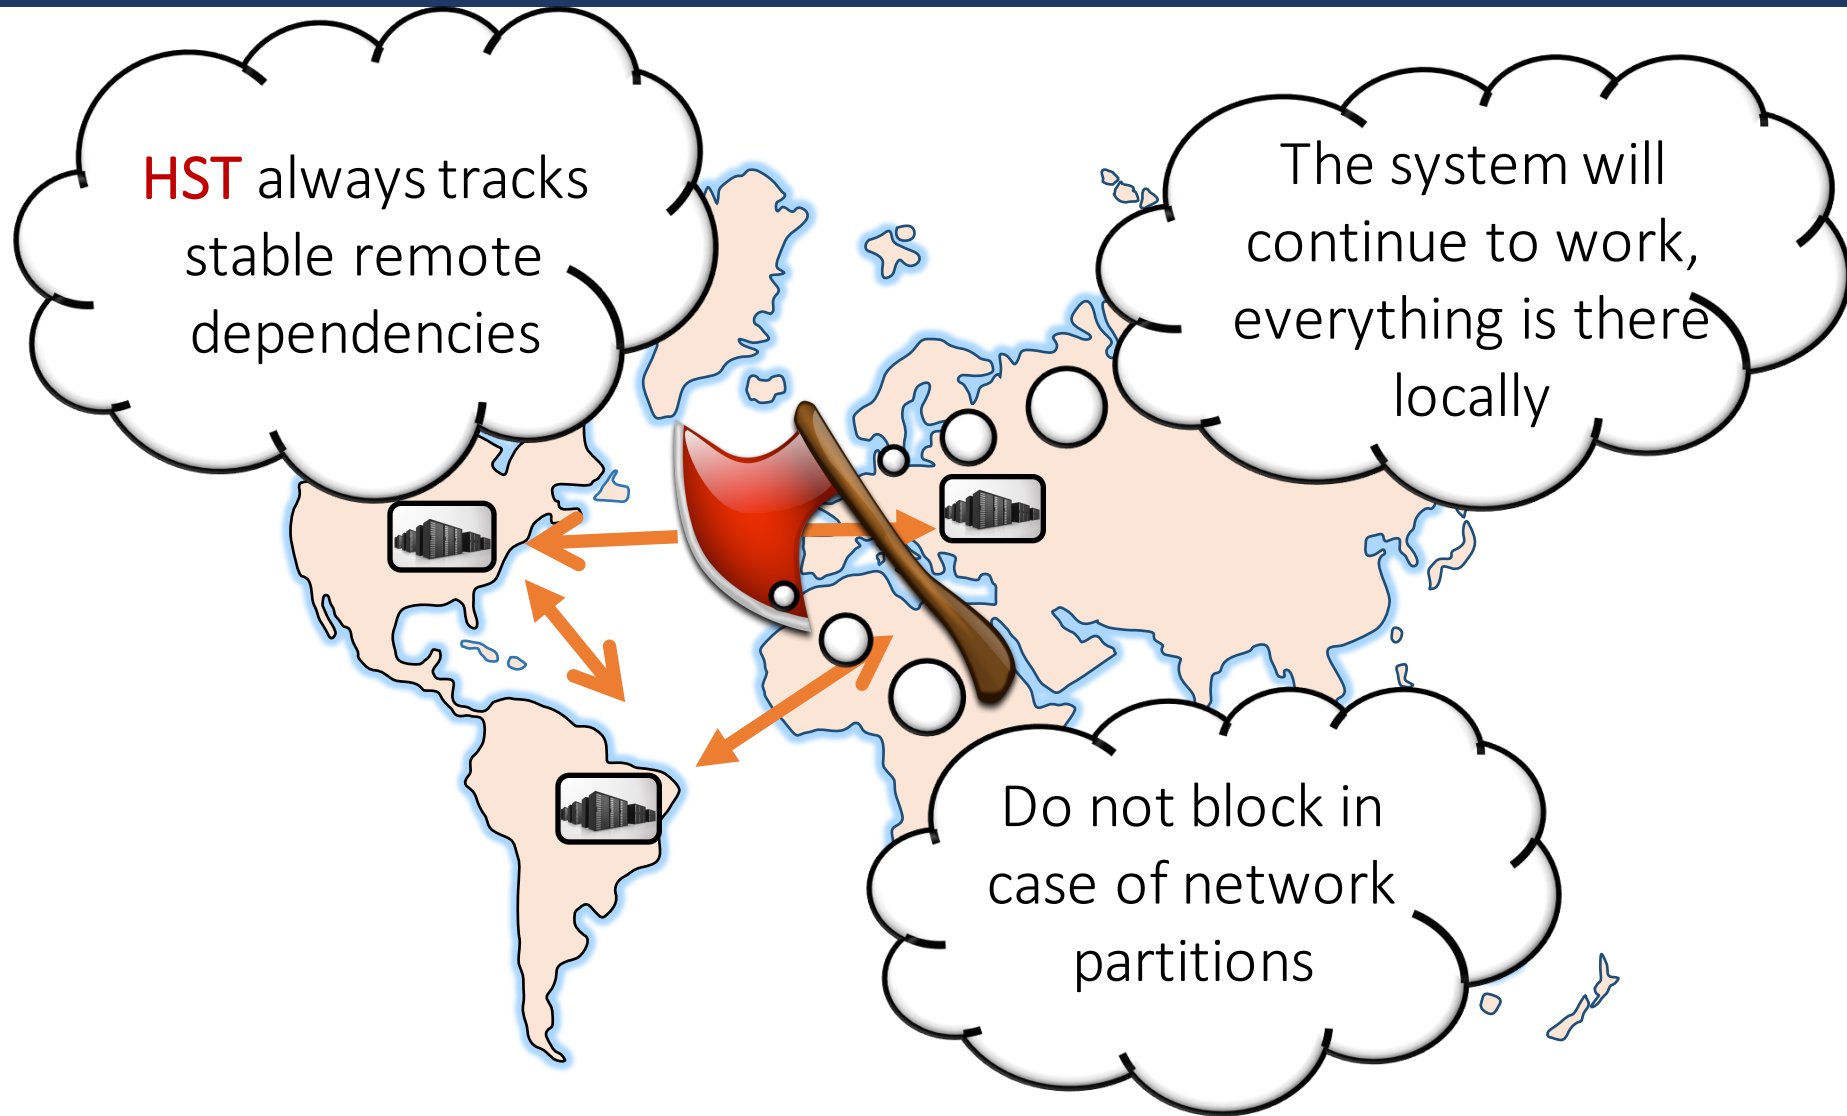 HST always tracks
stable remote
dependencies
The system will
continue to work,
everything is there
locally
Do not block in
case of network
partitions